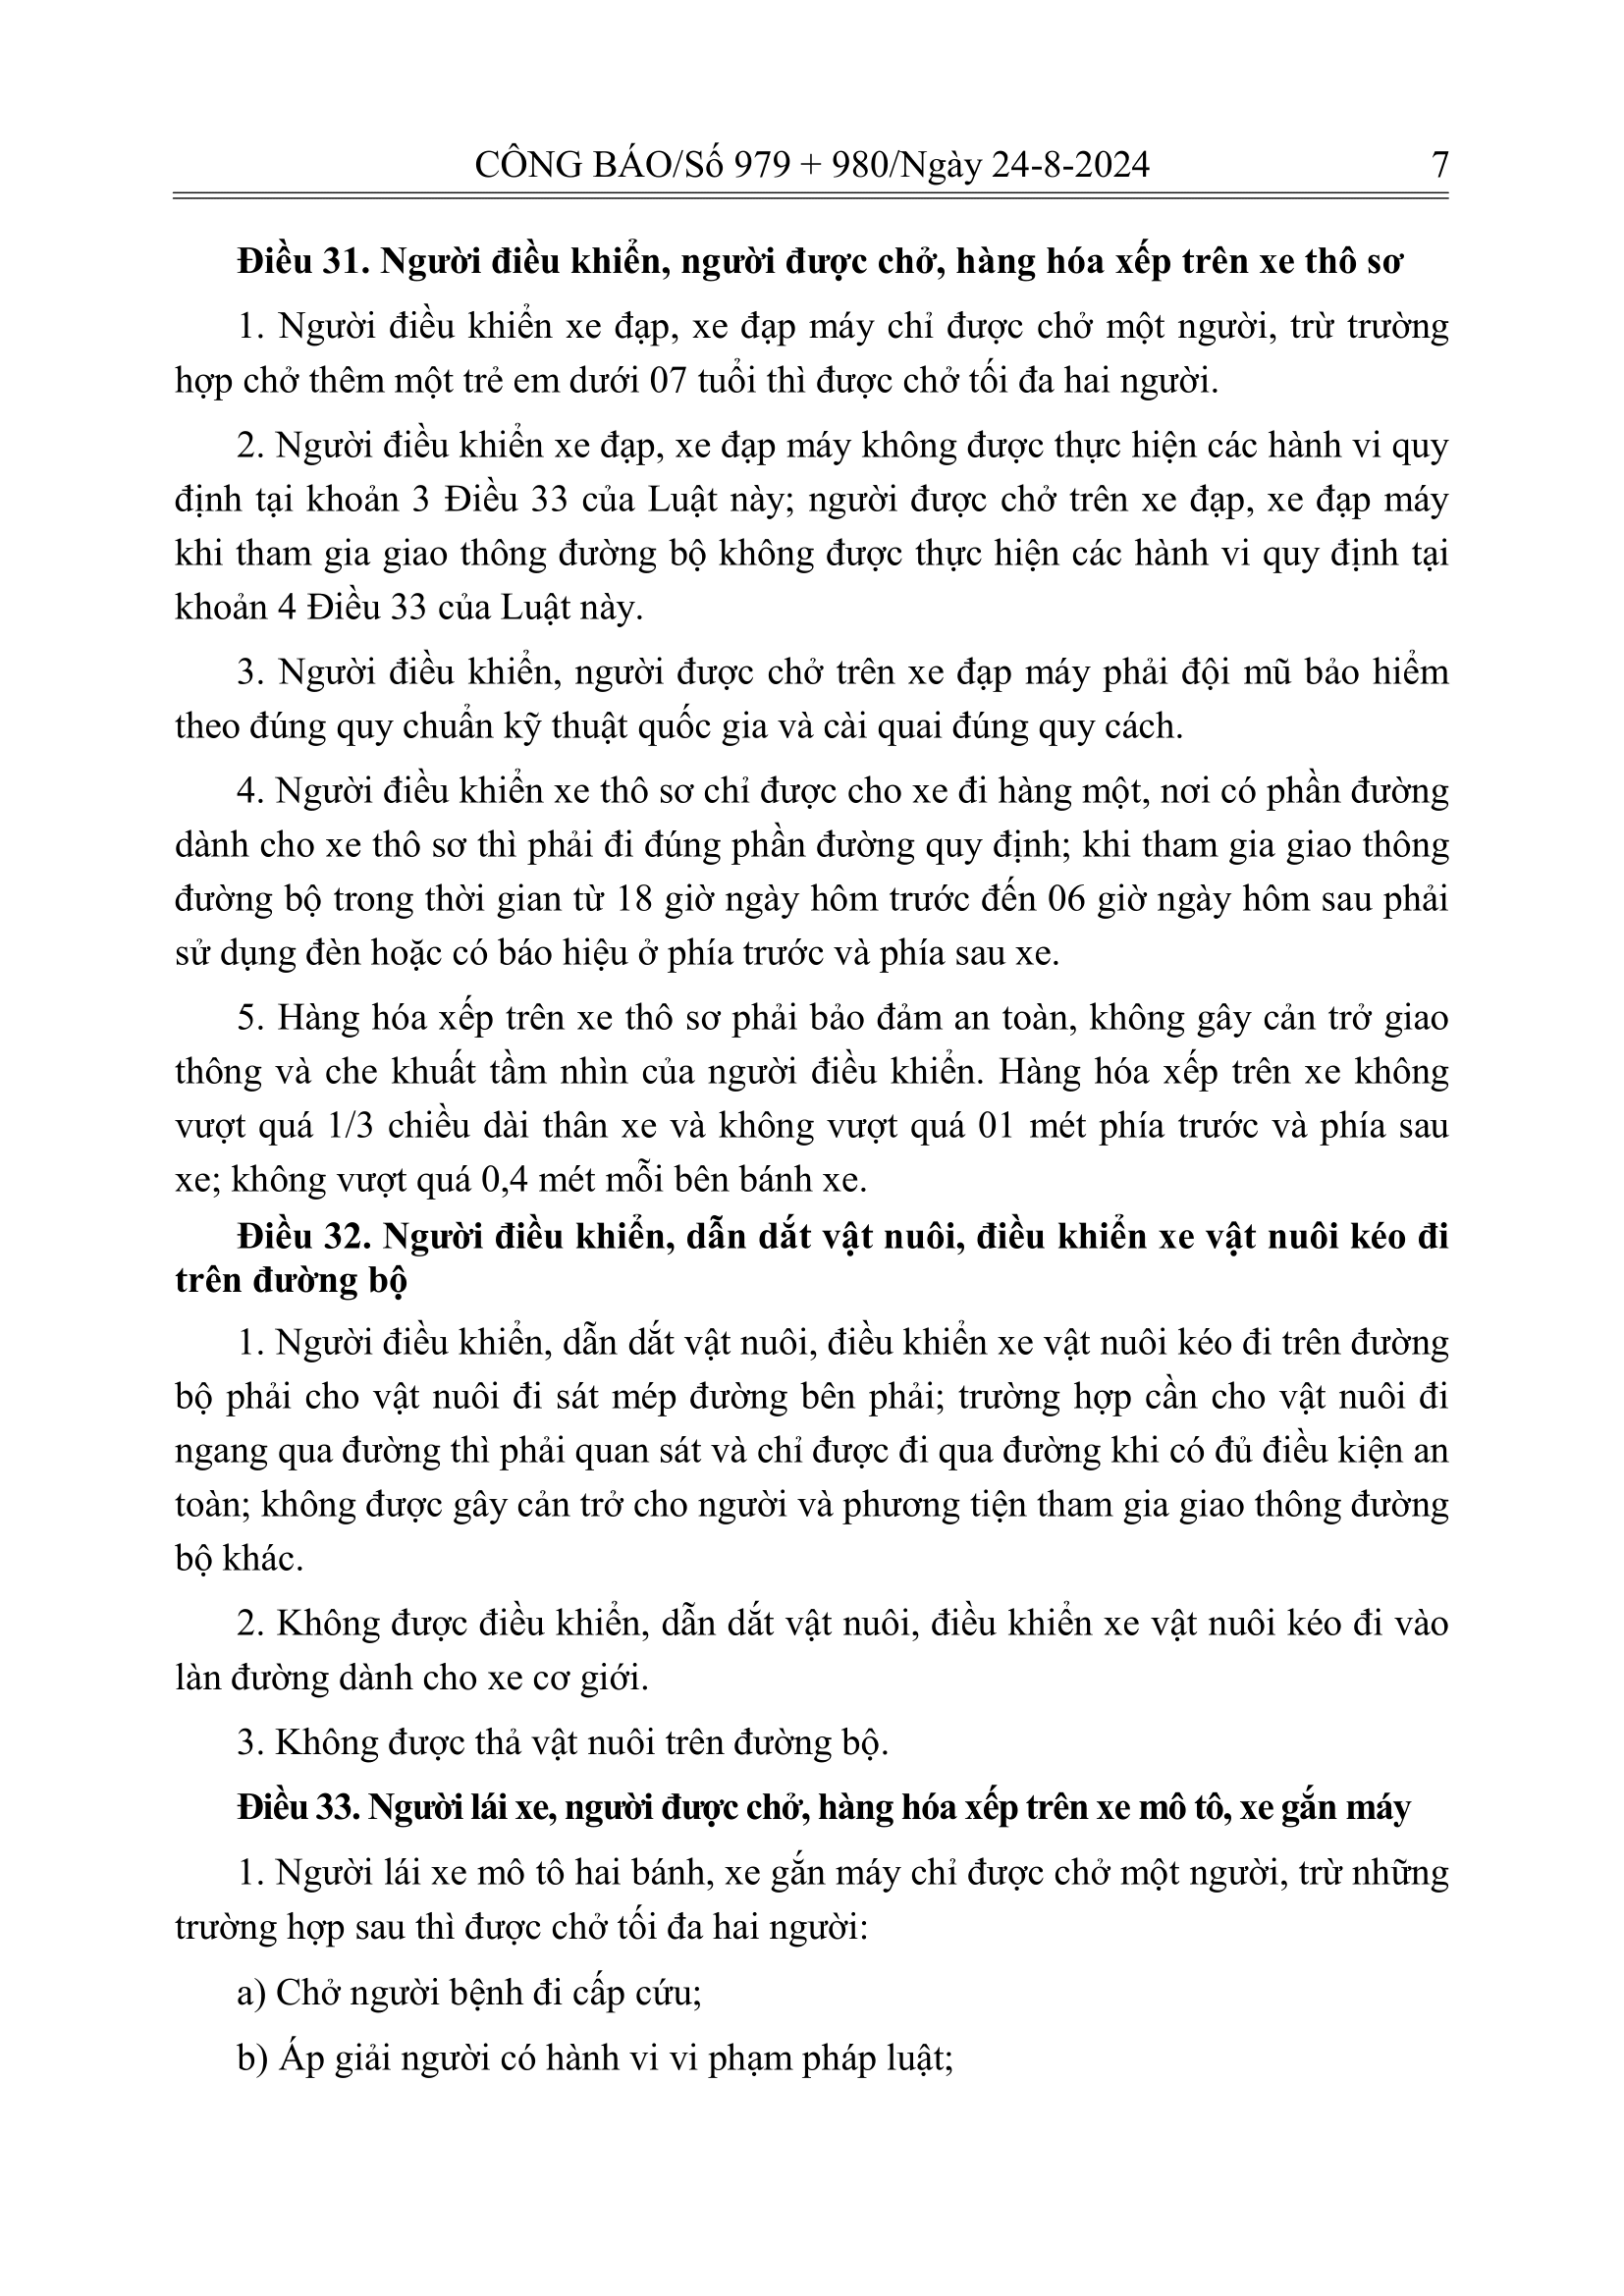 CÔNG BÁO/Số 979 + 980/Ngày 24-8-2024 7
Điều 31. Người điều khiển, người được chở, hàng hóa xếp trên xe thô sơ
1. Người điều khiển xe đạp, xe đạp máy chỉ được chở một người, trừ trường
hợp chở thêm một trẻ em dưới 07 tuổi thì được chở tối đa hai người.
2. Người điều khiển xe đạp, xe đạp máy không được thực hiện các hành vi quy
định tại khoản 3 Điều 33 của Luật này; người được chở trên xe đạp, xe đạp máy
khi tham gia giao thông đường bộ không được thực hiện các hành vi quy định tại
khoản 4 Điều 33 của Luật này.
3. Người điều khiển, người được chở trên xe đạp máy phải đội mũ bảo hiểm
theo đúng quy chuẩn kỹ thuật quốc gia và cài quai đúng quy cách.
4. Người điều khiển xe thô sơ chỉ được cho xe đi hàng một, nơi có phần đường
dành cho xe thô sơ thì phải đi đúng phần đường quy định; khi tham gia giao thông
đường bộ trong thời gian từ 18 giờ ngày hôm trước đến 06 giờ ngày hôm sau phải
sử dụng đèn hoặc có báo hiệu ở phía trước và phía sau xe.
5. Hàng hóa xếp trên xe thô sơ phải bảo đảm an toàn, không gây cản trở giao
thông và che khuất tầm nhìn của người điều khiển. Hàng hóa xếp trên xe không
vượt quá 1/3 chiều dài thân xe và không vượt quá 01 mét phía trước và phía sau
xe; không vượt quá 0,4 mét mỗi bên bánh xe.
Điều 32. Người điều khiển, dẫn dắt vật nuôi, điều khiển xe vật nuôi kéo đi
trên đường bộ
1. Người điều khiển, dẫn dắt vật nuôi, điều khiển xe vật nuôi kéo đi trên đường
bộ phải cho vật nuôi đi sát mép đường bên phải; trường hợp cần cho vật nuôi đi
ngang qua đường thì phải quan sát và chỉ được đi qua đường khi có đủ điều kiện an
toàn; không được gây cản trở cho người và phương tiện tham gia giao thông đường
bộ khác.
2. Không được điều khiển, dẫn dắt vật nuôi, điều khiển xe vật nuôi kéo đi vào
làn đường dành cho xe cơ giới.
3. Không được thả vật nuôi trên đường bộ.
Điều 33. Người lái xe, người được chở, hàng hóa xếp trên xe mô tô, xe gắn máy
1. Người lái xe mô tô hai bánh, xe gắn máy chỉ được chở một người, trừ những
trường hợp sau thì được chở tối đa hai người:
a) Chở người bệnh đi cấp cứu;
b) Áp giải người có hành vi vi phạm pháp luật;